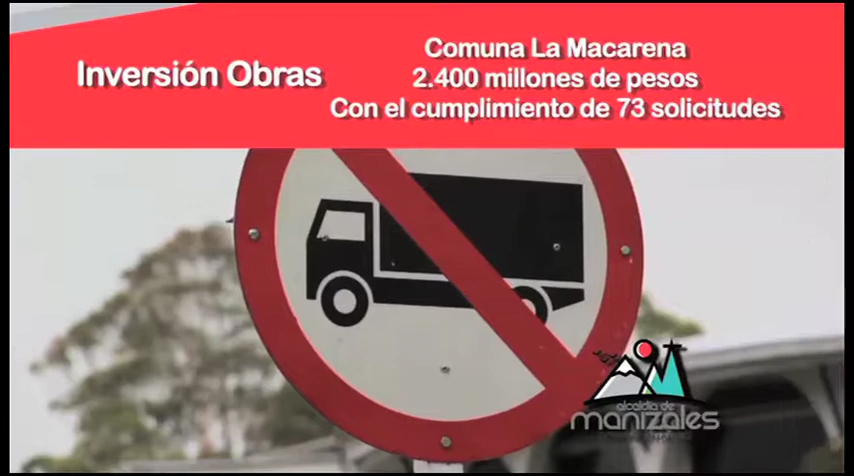 Inversión Obras
Comuna La Macarena
2.400 millones de pesos
Con el cumplimiento de 73 solicitudes
alcaldía de
manizales